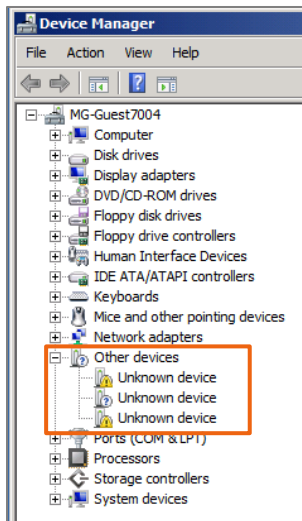 Device Manager
File Action View Help
MG-Guest7004
Computer
Disk drives
Display adapters
DVD/CD-ROM drives
Floppy disk drives
Floppy drive controllers
Human Interface Devices
IDE ATA/ATAPI controllers
Keyboards
Mice and other pointing devices
Network adapters
Other devices
Unknown device
Unknown device
Unknown device
Ports (COM & LPT)
Processors
Storage controllers
System devices